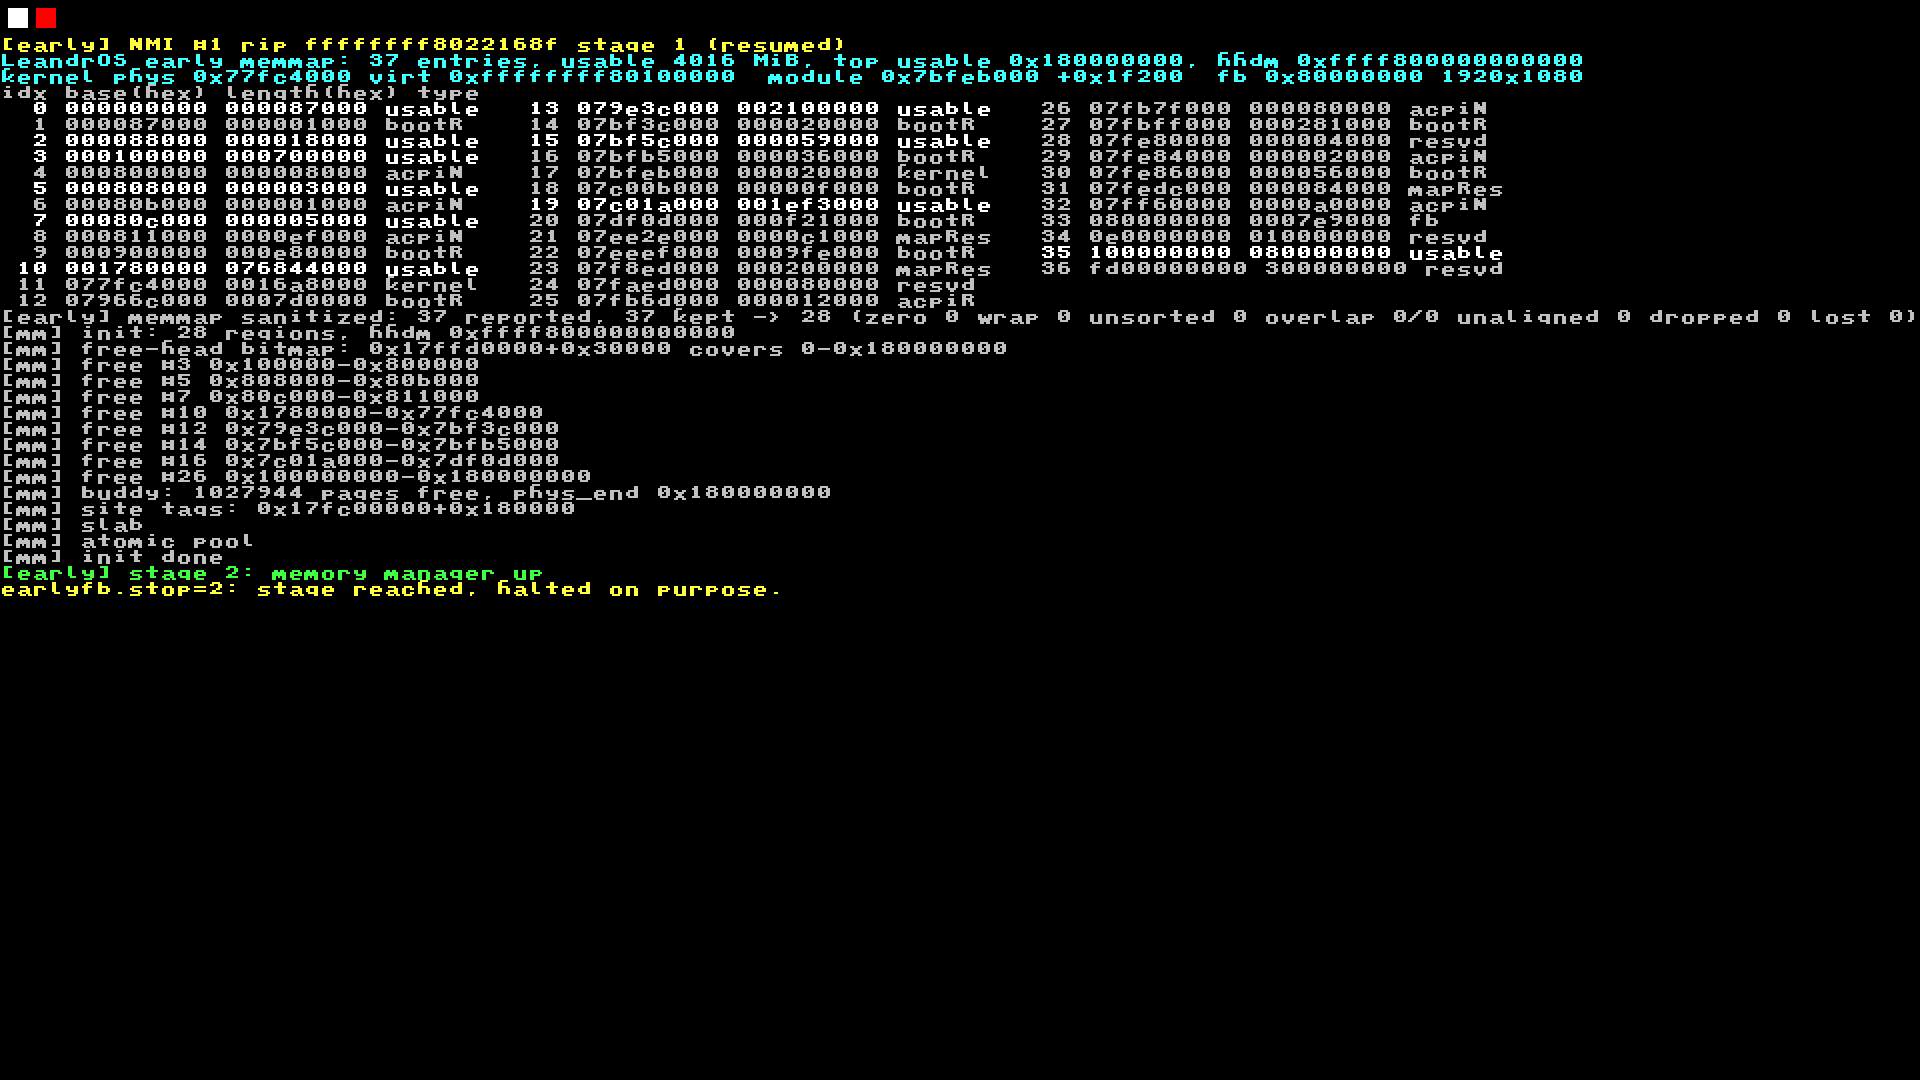 [early] NMI #1 rip ffffffff8022168f stage 1 (resumed)
LeandrOS early memmap: 37 entries, usable 4016 MiB, top usable 0x180000000, hhdm 0xffff800000000000
kernel phys 0x77fc4000 virt 0xffffffff80100000  module 0x7bfeb000 +0x1f200  fb 0x80000000 1920x1080
idx base(hex) length(hex) type
0 000000000 000087000 usable   13 079e3c000 002100000 usable   26 07fb7f000 000080000 acpiN
1 000087000 000001000 bootR    14 07bf3c000 000020000 bootR    27 07fbff000 000281000 bootR
2 000088000 000018000 usable   15 07bf5c000 000059000 usable   28 07fe80000 000004000 resvd
3 000100000 000700000 usable   16 07bfb5000 000036000 bootR    29 07fe84000 000002000 acpiN
4 000800000 000008000 acpiN    17 07bfeb000 000020000 kernel   30 07fe86000 000056000 bootR
5 000808000 000003000 usable   18 07c00b000 00000f000 bootR    31 07fedc000 000084000 mapRes
6 00080b000 000001000 acpiN    19 07c01a000 001ef3000 usable   32 07ff60000 0000a0000 acpiN
7 00080c000 000005000 usable   20 07df0d000 000f21000 bootR    33 080000000 0007e9000 fb
8 000811000 0000ef000 acpiN    21 07ee2e000 0000c1000 mapRes   34 0e0000000 010000000 resvd
9 000900000 000e80000 bootR    22 07eeef000 0009fe000 bootR    35 100000000 080000000 usable
10 001780000 076844000 usable   23 07f8ed000 000200000 mapRes   36 fd00000000 300000000 resvd
11 077fc4000 0016a8000 kernel   24 07faed000 000080000 resvd
12 07966c000 0007d0000 bootR    25 07fb6d000 000012000 acpiR
[early] memmap sanitized: 37 reported, 37 kept -> 28 (zero 0 wrap 0 unsorted 0 overlap 0/0 unaligned 0 dropped 0 lost 0)
[mm] init: 28 regions, hhdm 0xffff800000000000
[mm] free-head bitmap: 0x17ffd0000+0x30000 covers 0-0x180000000
[mm] free #3 0x100000-0x800000
[mm] free #5 0x808000-0x80b000
[mm] free #7 0x80c000-0x811000
[mm] free #10 0x1780000-0x77fc4000
[mm] free #12 0x79e3c000-0x7bf3c000
[mm] free #14 0x7bf5c000-0x7bfb5000
[mm] free #16 0x7c01a000-0x7df0d000
[mm] free #26 0x100000000-0x180000000
[mm] buddy: 1027944 pages free, phys_end 0x180000000
[mm] site tags: 0x17fc00000+0x180000
[mm] slab
[mm] atomic pool
[mm] init done
[early] stage 2: memory manager up
earlyfb.stop=2: stage reached, halted on purpose.